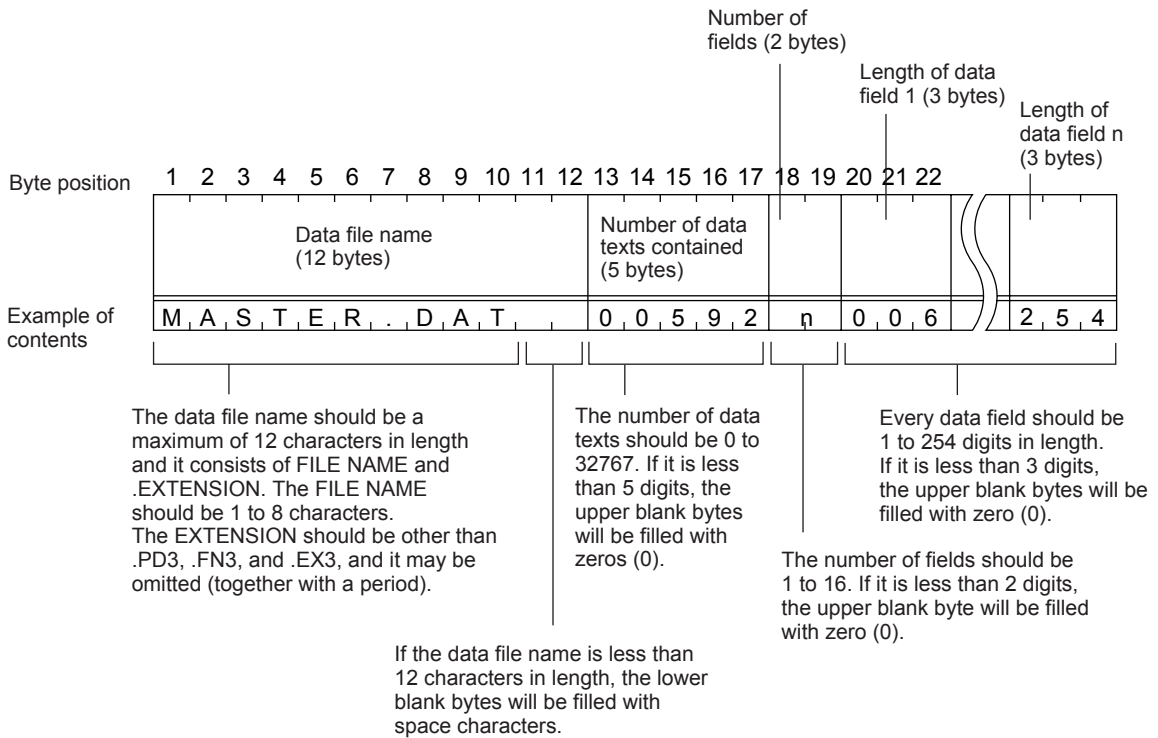 Number of
fields (2 bytes)
Length of data
field 1 (3 bytes)
Length of
data field n
(3 bytes)
Byte position 1 2 3 4 5 6 7 8 9 10 11 12 13 14 15 16 17 18 19 20 21 22
Data file name
(12 bytes)
Number of data
texts contained
(5 bytes)
Example of
contents
M A S T E R . D A T 0 0 5 9 2 n 0 0 6 2 5 4
The data file name should be a
maximum of 12 characters in length
and it consists of FILE NAME and
.EXTENSION. The FILE NAME
should be 1 to 8 characters.
The EXTENSION should be other than
.PD3, .FN3, and .EX3, and it may be
omitted (together with a period).
The number of data
texts should be 0 to
32767. If it is less
than 5 digits, the
upper blank bytes
will be filled with
zeros (0).
Every data field should be
1 to 254 digits in length.
If it is less than 3 digits,
the upper blank bytes will be
filled with zero (0).
The number of fields should be
1 to 16. If it is less than 2 digits,
the upper blank byte will be filled
with zero (0).
If the data file name is less than
12 characters in length, the lower
blank bytes will be filled with
space characters.